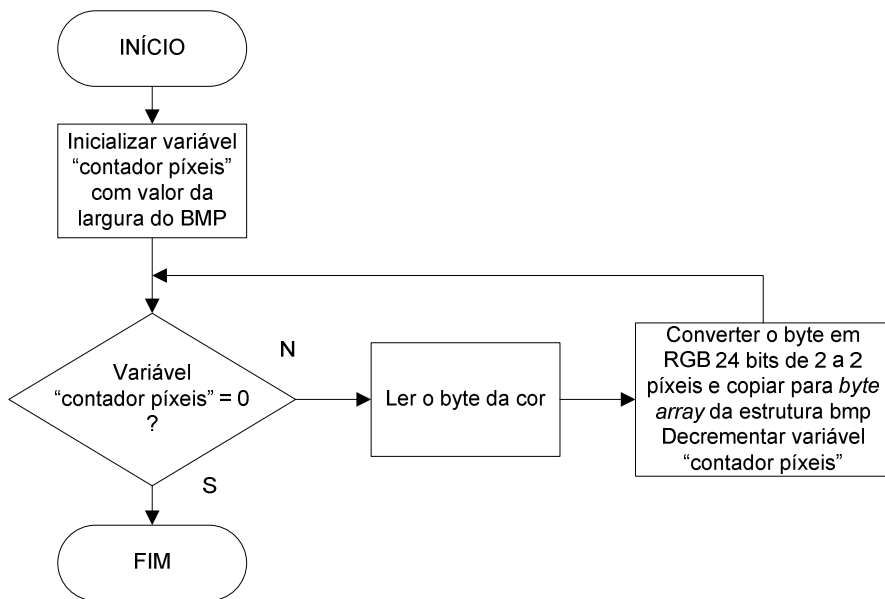 INÍCIO
Inicializar variável
“contador píxeis”
com valor da
largura do BMP
Variável
“contador píxeis” = 0
?
N
S
Ler o byte da cor
Converter o byte em
RGB 24 bits de 2 a 2
píxeis e copiar para byte
array da estrutura bmp
Decrementar variável
“contador píxeis”
FIM